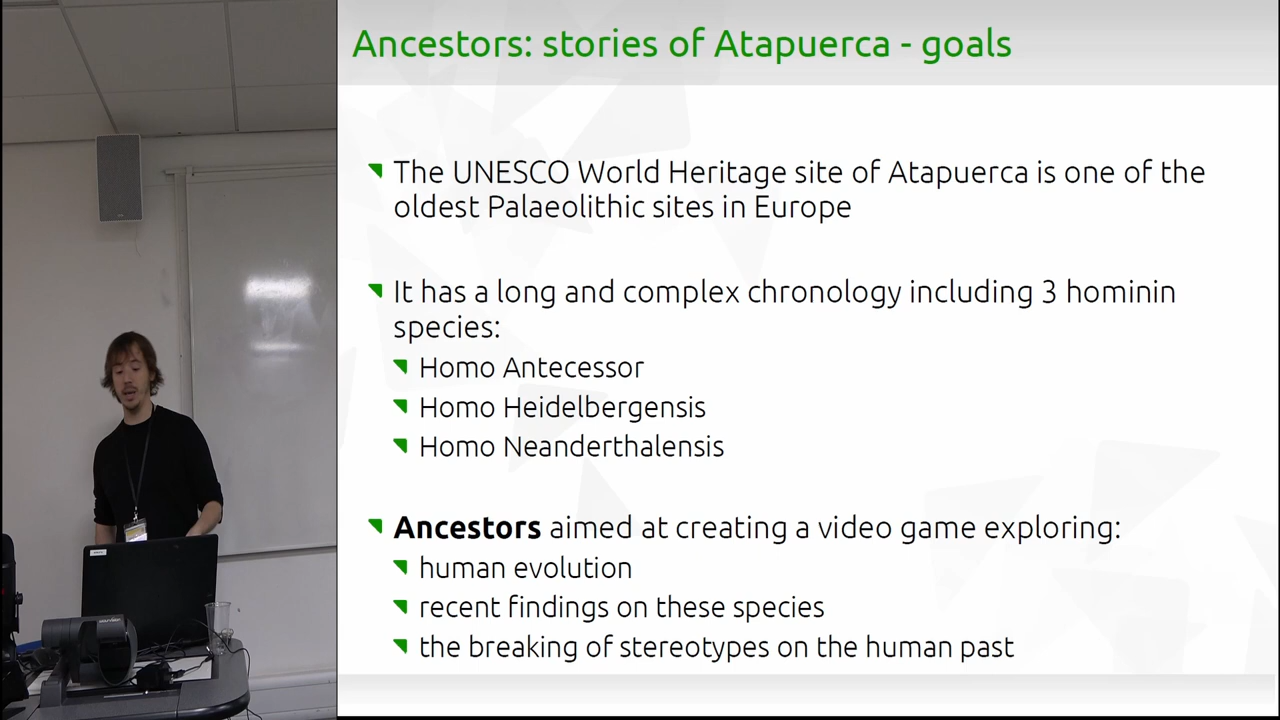 Ancestors: stories of Atapuerca - goals
The UNESCO World Heritage site of Atapuerca is one of the
oldest Palaeolithic sites in Europe
It has a long and complex chronology including 3 hominin
species:
Homo Antecessor
Homo Heidelbergensis
Homo Neanderthalensis
Ancestors aimed at creating a video game exploring:
human evolution
recent findings on these species
the breaking of stereotypes on the human past